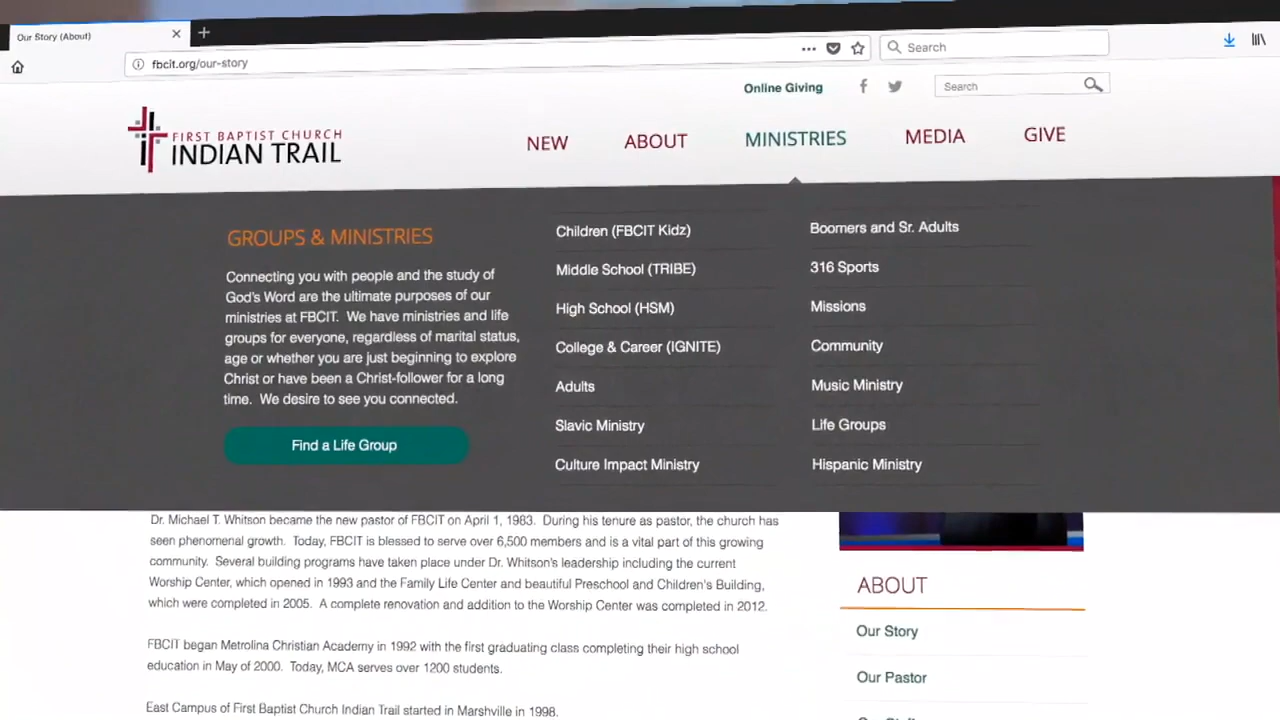 Our Story (About)
fbcit.org/our-story
Search
Online Giving
Search
FIRST BAPTIST CHURCH
INDIAN TRAIL
NEW
ABOUT
MINISTRIES
MEDIA
GIVE
GROUPS & MINISTRIES
Connecting you with people and the study of
God's Word are the ultimate purposes of our
ministries at FBCIT. We have ministries and life
groups for everyone, regardless of marital status,
age or whether you are just beginning to explore
Christ or have been a Christ-follower for a long
time. We desire to see you connected.
Find a Life Group
Children (FBCIT Kidz)
Middle School (TRIBE)
High School (HSM)
College & Career (IGNITE)
Adults
Slavic Ministry
Culture Impact Ministry
Boomers and Sr. Adults
316 Sports
Missions
Community
Music Ministry
Life Groups
Hispanic Ministry
Dr. Michael T. Whitson became the new pastor of FBCIT on April 1, 1983. During his tenure as pastor, the church has
seen phenomenal growth. Today, FBCIT is blessed to serve over 6,500 members and is a vital part of this growing
community. Several building programs have taken place under Dr. Whitson's leadership including the current
Worship Center, which opened in 1993 and the Family Life Center and beautiful Preschool and Children's Building,
which were completed in 2005. A complete renovation and addition to the Worship Center was completed in 2012.
FBCIT began Metrolina Christian Academy in 1992 with the first graduating class completing their high school
education in May of 2000. Today, MCA serves over 1200 students.
East Campus of First Baptist Church Indian Trail started in Marshville in 1998.
ABOUT
Our Story
Our Pastor